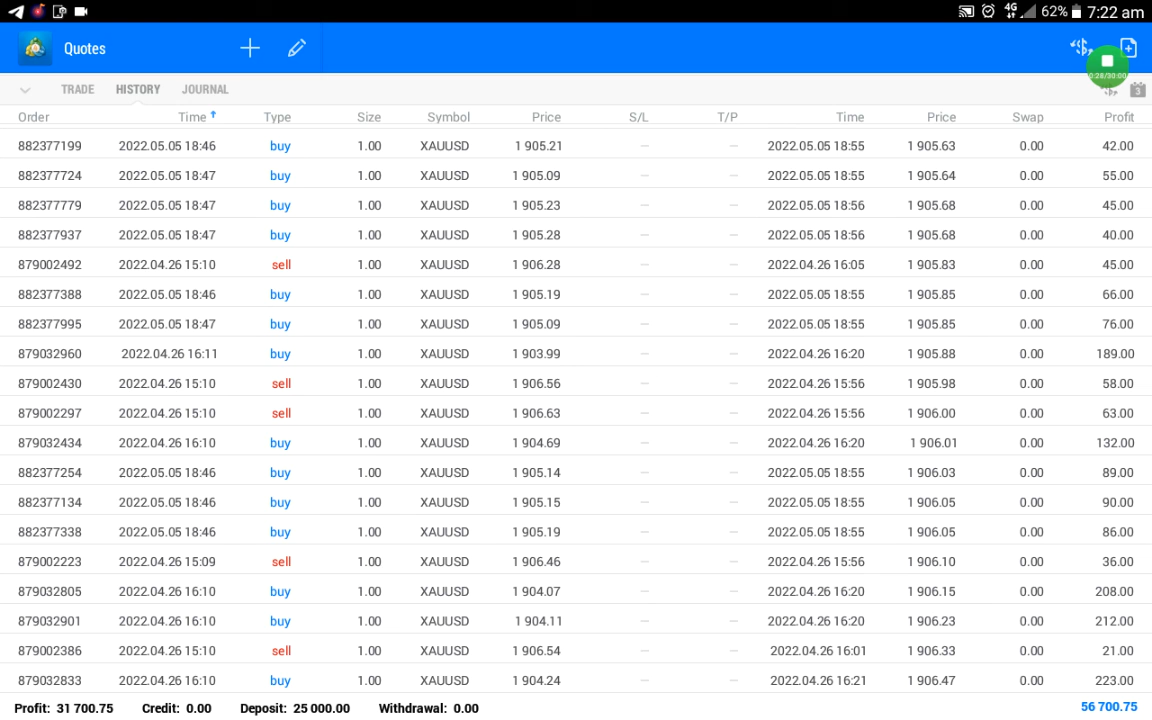 4G 62% 7:22 am
Quotes
0:28/30:00
TRADE HISTORY JOURNAL 3
Order Time Type Size Symbol Price S/L T/P Time Price Swap Profit
882377199 2022.05.05 18:46 buy 1.00 XAUUSD 1 905.21 — — 2022.05.05 18:55 1 905.63 0.00 42.00
882377724 2022.05.05 18:47 buy 1.00 XAUUSD 1 905.09 — — 2022.05.05 18:55 1 905.64 0.00 55.00
882377779 2022.05.05 18:47 buy 1.00 XAUUSD 1 905.23 — — 2022.05.05 18:56 1 905.68 0.00 45.00
882377937 2022.05.05 18:47 buy 1.00 XAUUSD 1 905.28 — — 2022.05.05 18:56 1 905.68 0.00 40.00
879002492 2022.04.26 15:10 sell 1.00 XAUUSD 1 906.28 — — 2022.04.26 16:05 1 905.83 0.00 45.00
882377388 2022.05.05 18:46 buy 1.00 XAUUSD 1 905.19 — — 2022.05.05 18:55 1 905.85 0.00 66.00
882377995 2022.05.05 18:47 buy 1.00 XAUUSD 1 905.09 — — 2022.05.05 18:55 1 905.85 0.00 76.00
879032960 2022.04.26 16:11 buy 1.00 XAUUSD 1 903.99 — — 2022.04.26 16:20 1 905.88 0.00 189.00
879002430 2022.04.26 15:10 sell 1.00 XAUUSD 1 906.56 — — 2022.04.26 15:56 1 905.98 0.00 58.00
879002297 2022.04.26 15:10 sell 1.00 XAUUSD 1 906.63 — — 2022.04.26 15:56 1 906.00 0.00 63.00
879032434 2022.04.26 16:10 buy 1.00 XAUUSD 1 904.69 — — 2022.04.26 16:20 1 906.01 0.00 132.00
882377254 2022.05.05 18:46 buy 1.00 XAUUSD 1 905.14 — — 2022.05.05 18:55 1 906.03 0.00 89.00
882377134 2022.05.05 18:46 buy 1.00 XAUUSD 1 905.15 — — 2022.05.05 18:55 1 906.05 0.00 90.00
882377338 2022.05.05 18:46 buy 1.00 XAUUSD 1 905.19 — — 2022.05.05 18:55 1 906.05 0.00 86.00
879002223 2022.04.26 15:09 sell 1.00 XAUUSD 1 906.46 — — 2022.04.26 15:56 1 906.10 0.00 36.00
879032805 2022.04.26 16:10 buy 1.00 XAUUSD 1 904.07 — — 2022.04.26 16:20 1 906.15 0.00 208.00
879032901 2022.04.26 16:10 buy 1.00 XAUUSD 1 904.11 — — 2022.04.26 16:20 1 906.23 0.00 212.00
879002386 2022.04.26 15:10 sell 1.00 XAUUSD 1 906.54 — — 2022.04.26 16:01 1 906.33 0.00 21.00
879032833 2022.04.26 16:10 buy 1.00 XAUUSD 1 904.24 — — 2022.04.26 16:21 1 906.47 0.00 223.00
Profit: 31 700.75 Credit: 0.00 Deposit: 25 000.00 Withdrawal: 0.00 56 700.75